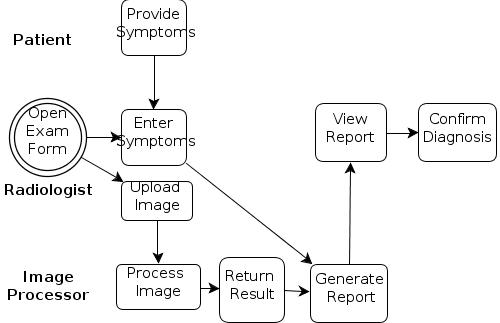 Provide
Symptoms
Patient
Open
Exam
Form
Enter
Symptoms
View
Report
Confirm
Diagnosis
Radiologist
Upload
Image
Image
Processor
Process
Image
Return
Result
Generate
Report